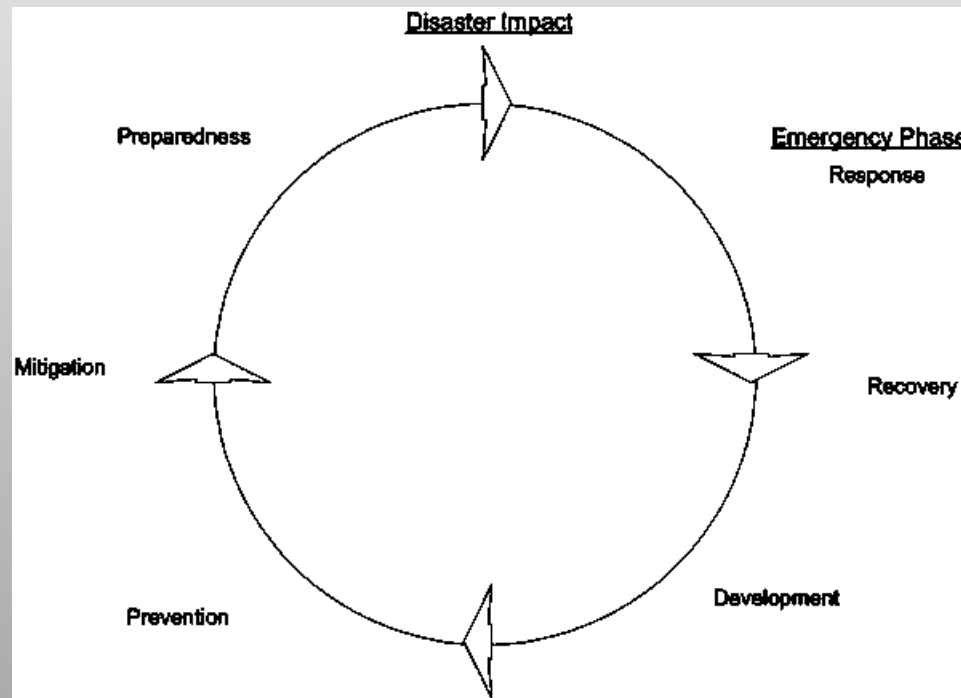 Disaster Impact
Preparedness
Emergency Phase
Response
Mitigation
Recovery
Prevention
Development